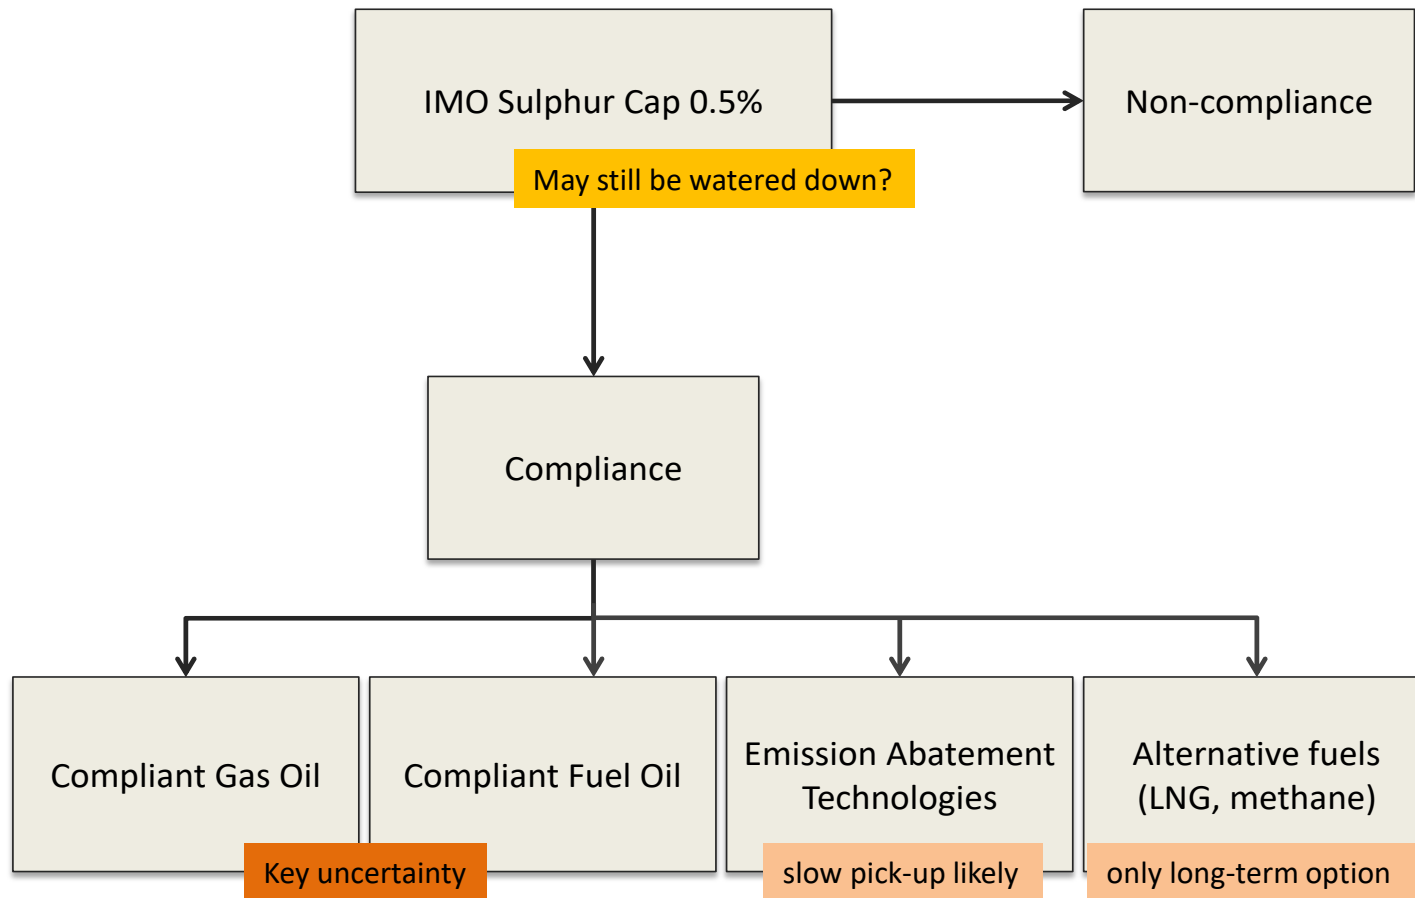 IMO Sulphur Cap 0.5%
Non-compliance
May still be watered down?
Compliance
Compliant Gas Oil
Compliant Fuel Oil
Emission Abatement
Technologies
Alternative fuels
(LNG, methane)
Key uncertainty
slow pick-up likely
only long-term option